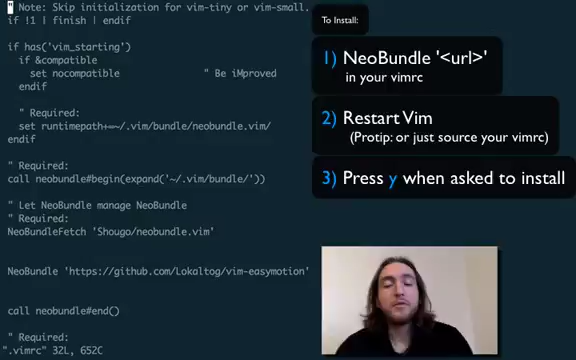 " Note: Skip initialization for vim-tiny or vim-small.
if !1 | finish | endif
if has('vim_starting')
if &compatible
set nocompatible " Be iMproved
endif
" Required:
set runtimepath+=~/.vim/bundle/neobundle.vim/
endif
" Required:
call neobundle#begin(expand('~/.vim/bundle/'))
" Let NeoBundle manage NeoBundle
" Required:
NeoBundleFetch 'Shougo/neobundle.vim'
NeoBundle 'https://github.com/Lokaltog/vim-easymotion'
call neobundle#end()
" Required:
".vimrc" 32L, 652C
To Install:
1) NeoBundle '<url>'
in your vimrc
2) Restart Vim
(Protip: or just source your vimrc)
3) Press y when asked to install